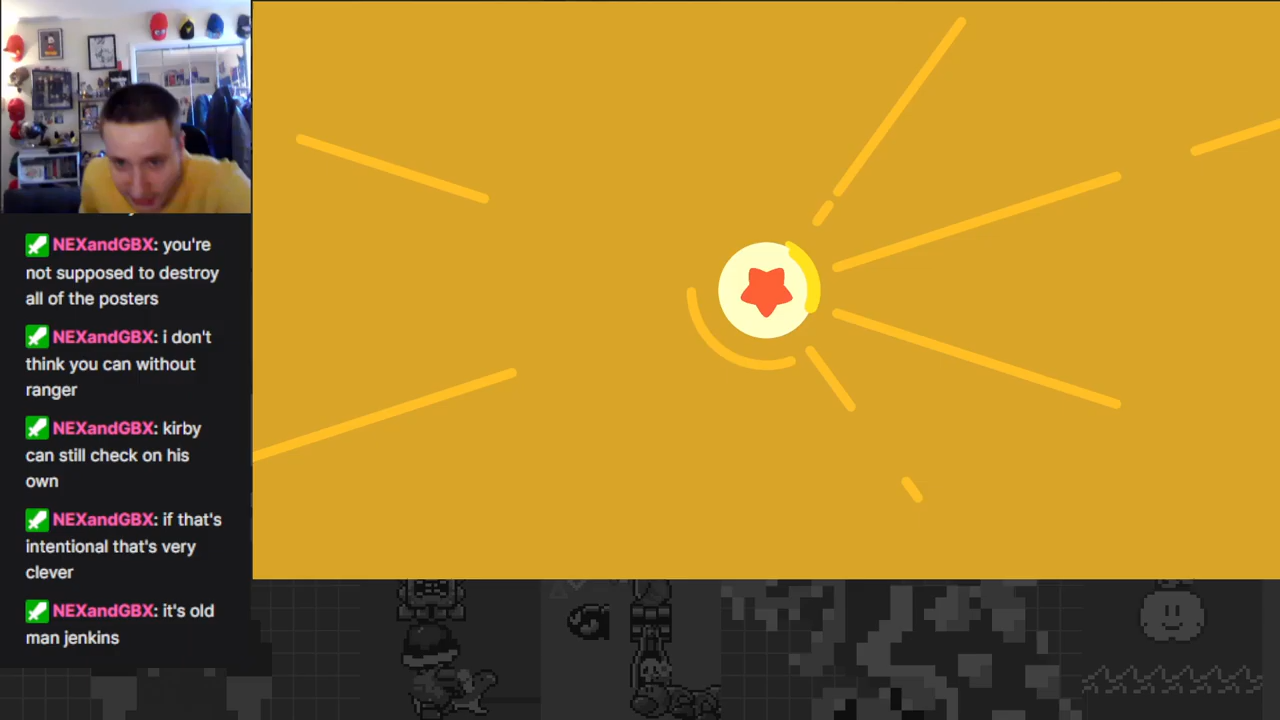 NEXandGBX: you're
not supposed to destroy
all of the posters
NEXandGBX: i don't
think you can without
ranger
NEXandGBX: kirby
can still check on his
own
NEXandGBX: if that's
intentional that's very
clever
NEXandGBX: it's old
man jenkins